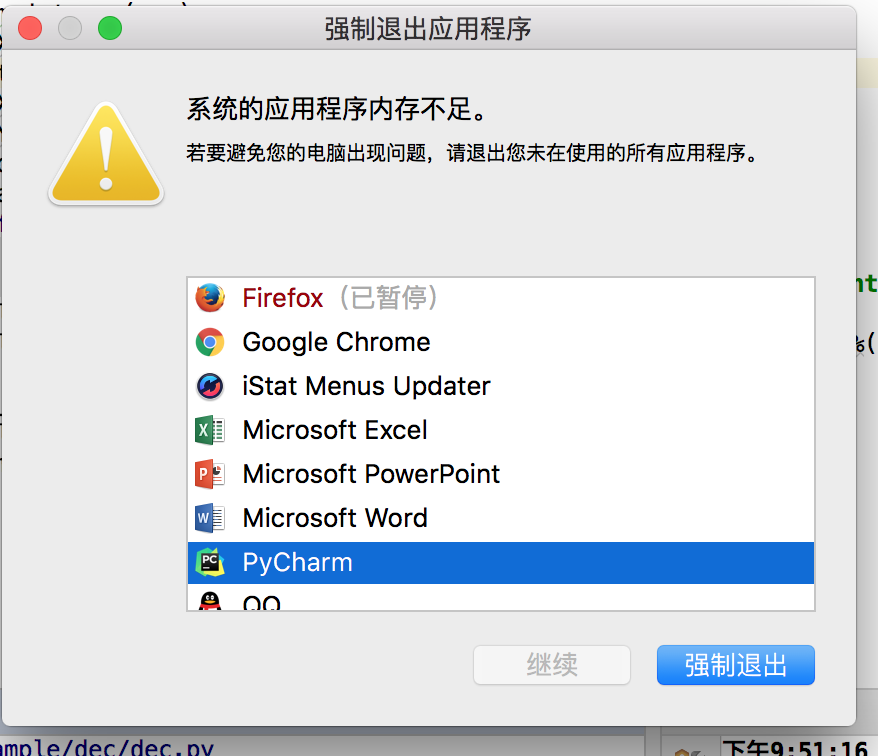 强制退出应用程序
系统的应用程序内存不足。
若要避免您的电脑出现问题，请退出您未在使用的所有应用程序。
Firefox（已暂停）
Google Chrome
iStat Menus Updater
Microsoft Excel
Microsoft PowerPoint
Microsoft Word
PyCharm
QQ
继续
强制退出
ample/dec/dec.py
下午9:51:16